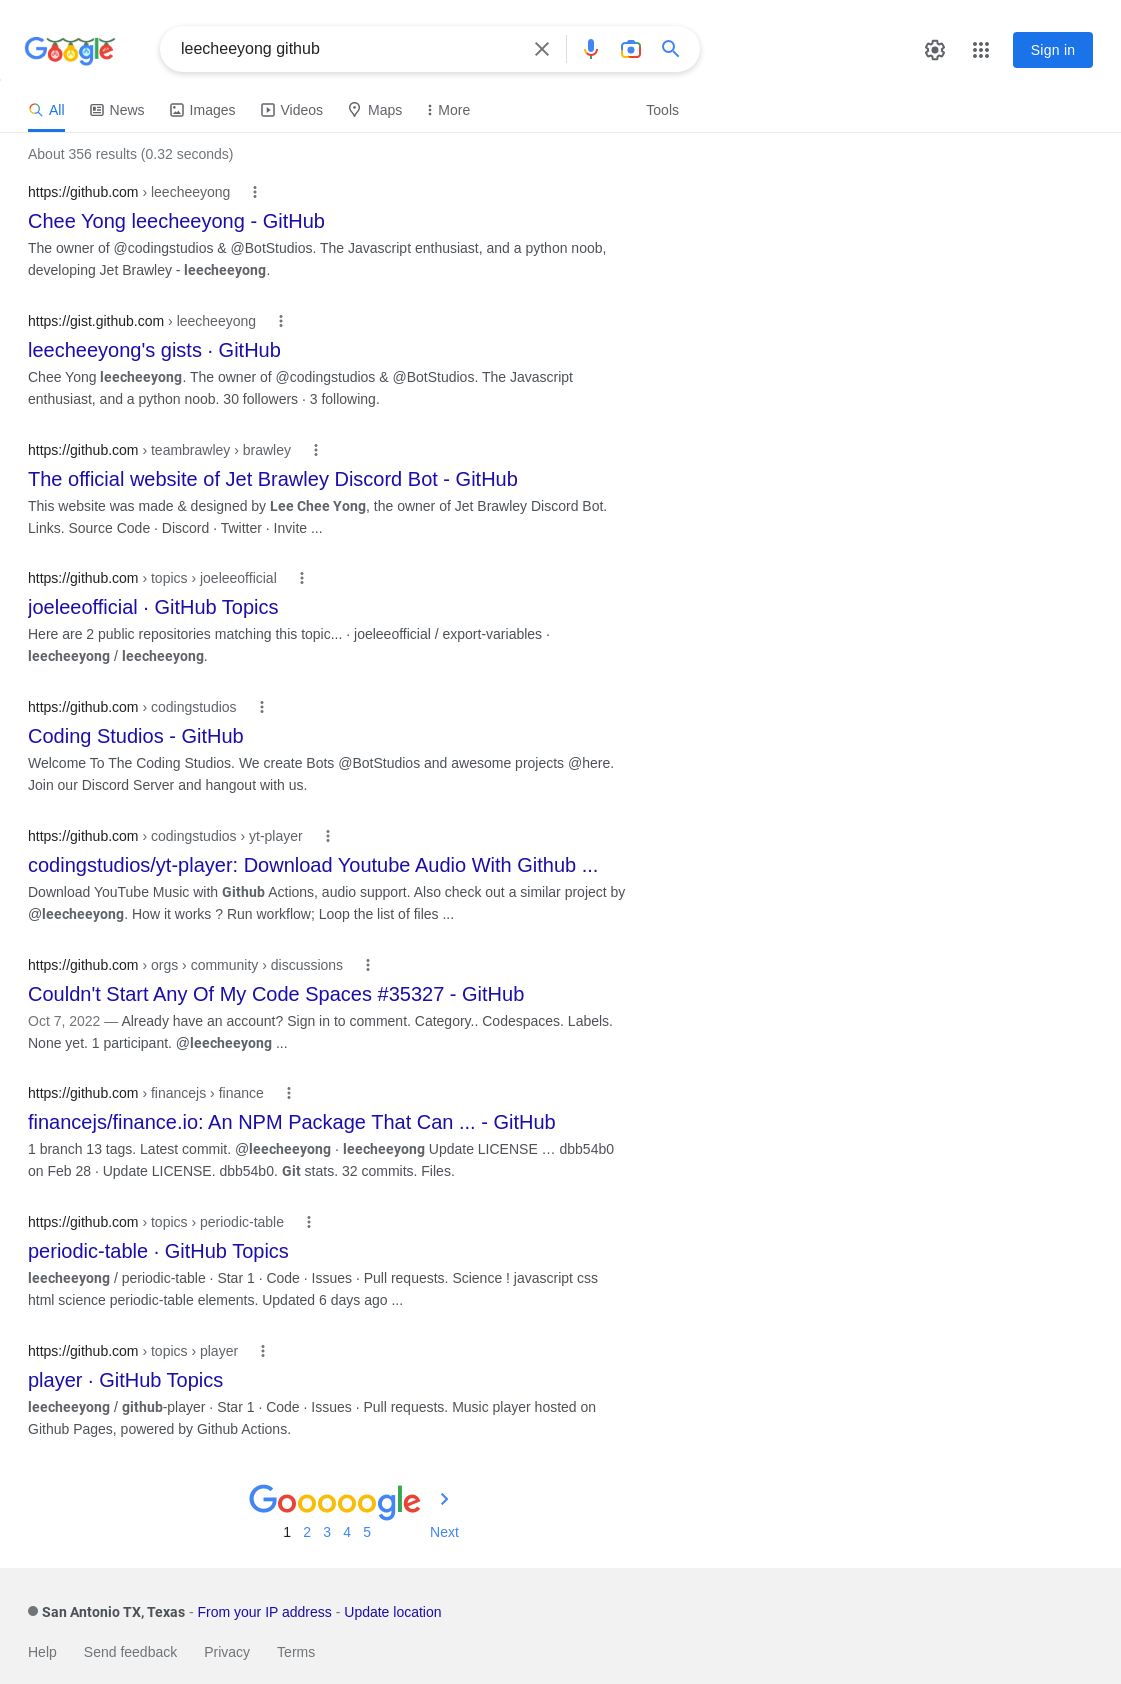 Google
leecheeyong github
Sign in
All News Images Videos Maps More Tools
About 356 results (0.32 seconds)
https://github.com › leecheeyong
Chee Yong leecheeyong - GitHub
The owner of @codingstudios & @BotStudios. The Javascript enthusiast, and a python noob,
developing Jet Brawley - leecheeyong.
https://gist.github.com › leecheeyong
leecheeyong's gists · GitHub
Chee Yong leecheeyong. The owner of @codingstudios & @BotStudios. The Javascript
enthusiast, and a python noob. 30 followers · 3 following.
https://github.com › teambrawley › brawley
The official website of Jet Brawley Discord Bot - GitHub
This website was made & designed by Lee Chee Yong, the owner of Jet Brawley Discord Bot.
Links. Source Code · Discord · Twitter · Invite ...
https://github.com › topics › joeleeofficial
joeleeofficial · GitHub Topics
Here are 2 public repositories matching this topic... · joeleeofficial / export-variables ·
leecheeyong / leecheeyong.
https://github.com › codingstudios
Coding Studios - GitHub
Welcome To The Coding Studios. We create Bots @BotStudios and awesome projects @here.
Join our Discord Server and hangout with us.
https://github.com › codingstudios › yt-player
codingstudios/yt-player: Download Youtube Audio With Github ...
Download YouTube Music with Github Actions, audio support. Also check out a similar project by
@leecheeyong. How it works ? Run workflow; Loop the list of files ...
https://github.com › orgs › community › discussions
Couldn't Start Any Of My Code Spaces #35327 - GitHub
Oct 7, 2022 — Already have an account? Sign in to comment. Category.. Codespaces. Labels.
None yet. 1 participant. @leecheeyong ...
https://github.com › financejs › finance
financejs/finance.io: An NPM Package That Can ... - GitHub
1 branch 13 tags. Latest commit. @leecheeyong · leecheeyong Update LICENSE … dbb54b0
on Feb 28 · Update LICENSE. dbb54b0. Git stats. 32 commits. Files.
https://github.com › topics › periodic-table
periodic-table · GitHub Topics
leecheeyong / periodic-table · Star 1 · Code · Issues · Pull requests. Science ! javascript css
html science periodic-table elements. Updated 6 days ago ...
https://github.com › topics › player
player · GitHub Topics
leecheeyong / github-player · Star 1 · Code · Issues · Pull requests. Music player hosted on
Github Pages, powered by Github Actions.
Gooooogle
1 2 3 4 5 Next
San Antonio TX, Texas - From your IP address - Update location
Help Send feedback Privacy Terms